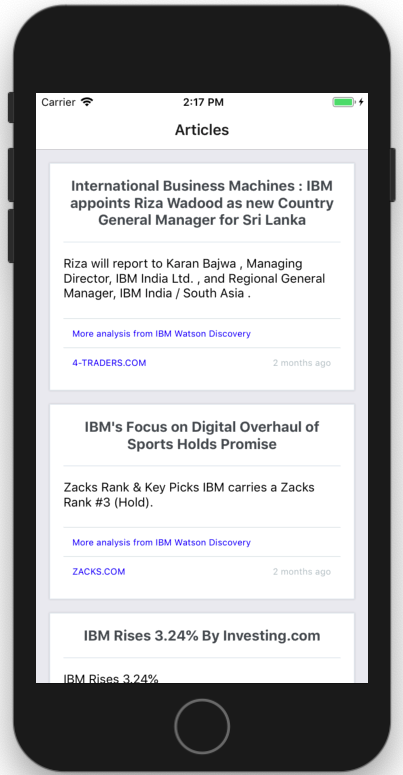 Carrier 2:17 PM
Articles
International Business Machines : IBM
appoints Riza Wadood as new Country
General Manager for Sri Lanka
Riza will report to Karan Bajwa , Managing
Director, IBM India Ltd. , and Regional General
Manager, IBM India / South Asia .
More analysis from IBM Watson Discovery
4-TRADERS.COM 2 months ago
IBM's Focus on Digital Overhaul of
Sports Holds Promise
Zacks Rank & Key Picks IBM carries a Zacks
Rank #3 (Hold).
More analysis from IBM Watson Discovery
ZACKS.COM 2 months ago
IBM Rises 3.24% By Investing.com
IBM Rises 3.24%